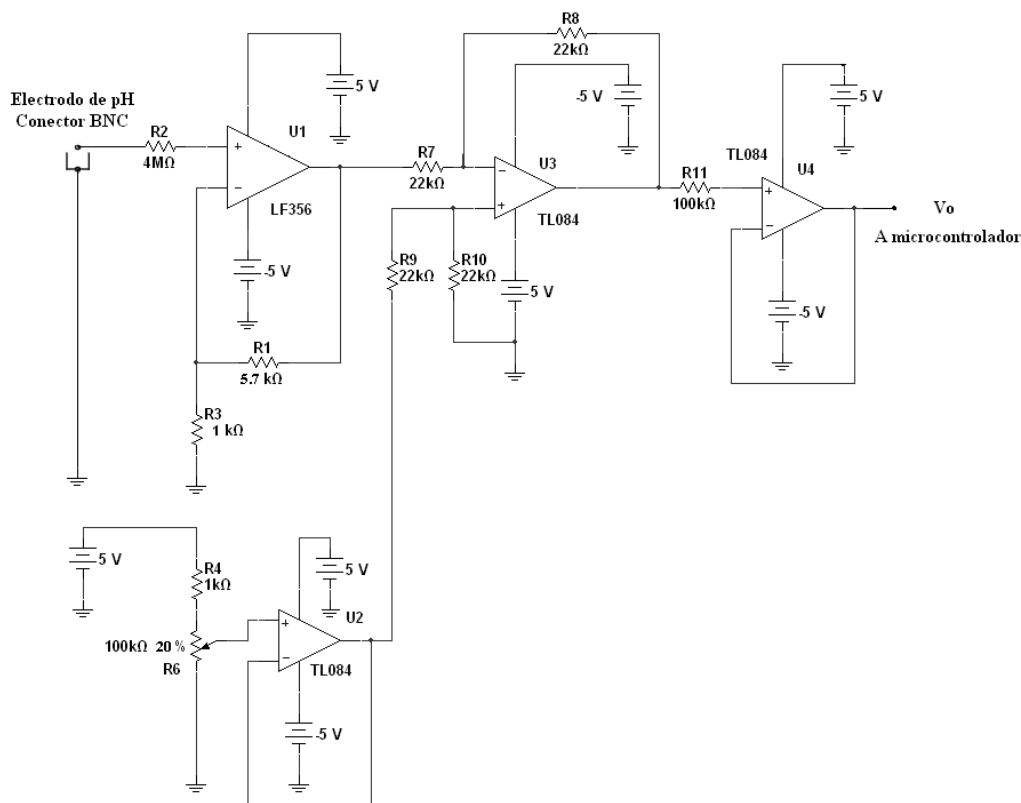 R8
22kΩ
5 V
-5 V
5 V
Electrodo de pH
Conector BNC
R2
4MΩ
U1
R7
22kΩ
U3
TL084
R11
100kΩ
TL084
U4
Vo
A microcontrolador
LF356
R9
22kΩ
R10
22kΩ
-5 V
5 V
-5 V
R1
5.7 kΩ
R3
1 kΩ
5 V
R4
1kΩ
5 V
U2
100kΩ 20 %
R6
TL084
-5 V